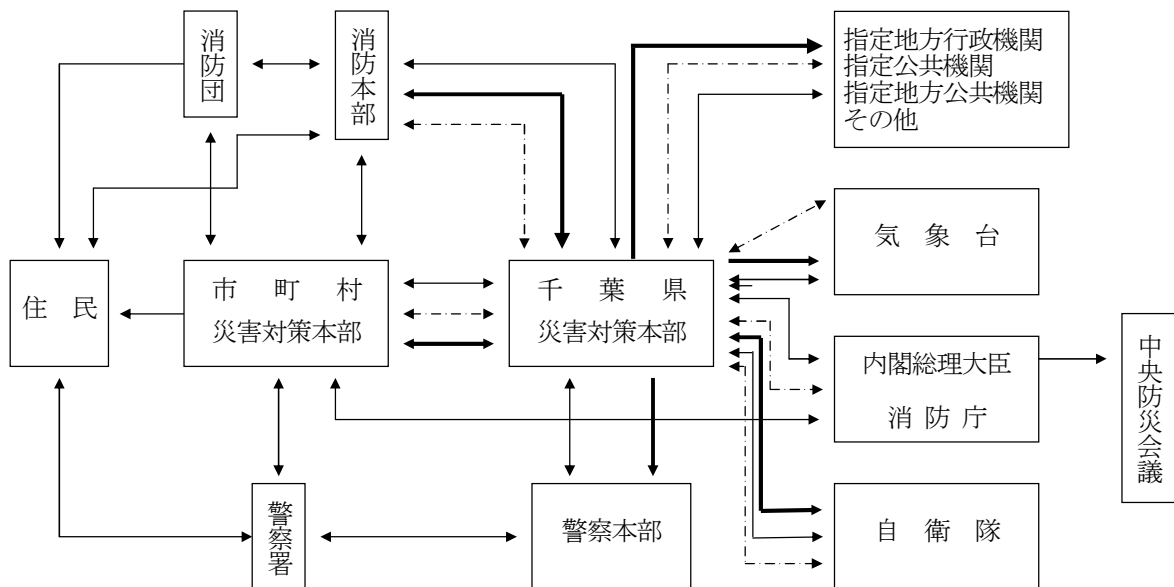 消防団
消防本部
指定地方行政機関
指定公共機関
指定地方公共機関
その他
気象台
住民
市町村
災害対策本部
千葉県
災害対策本部
内閣総理大臣
消防庁
中央防災会議
警察署
警察本部
自衛隊